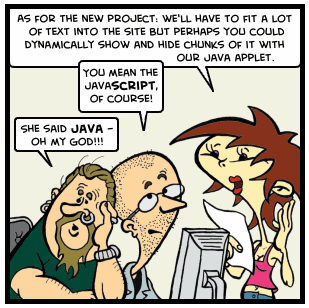 AS FOR THE NEW PROJECT: WE'LL HAVE TO FIT A LOT
OF TEXT INTO THE SITE BUT PERHAPS YOU COULD
DYNAMICALLY SHOW AND HIDE CHUNKS OF IT WITH
OUR JAVA APPLET.
YOU MEAN THE
JAVASCRIPT,
OF COURSE!
SHE SAID JAVA -
OH MY GOD!!!